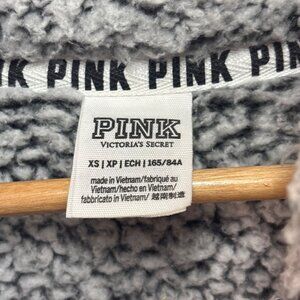 IK PINK PINK PIN
PINK
VICTORIA'S SECRET
XS | XP | ECH | 165/84A
made in Vietnam/fabriqué au
Vietnam/hecho en Vietnam/
fabbricato in Vietnam/越南制造